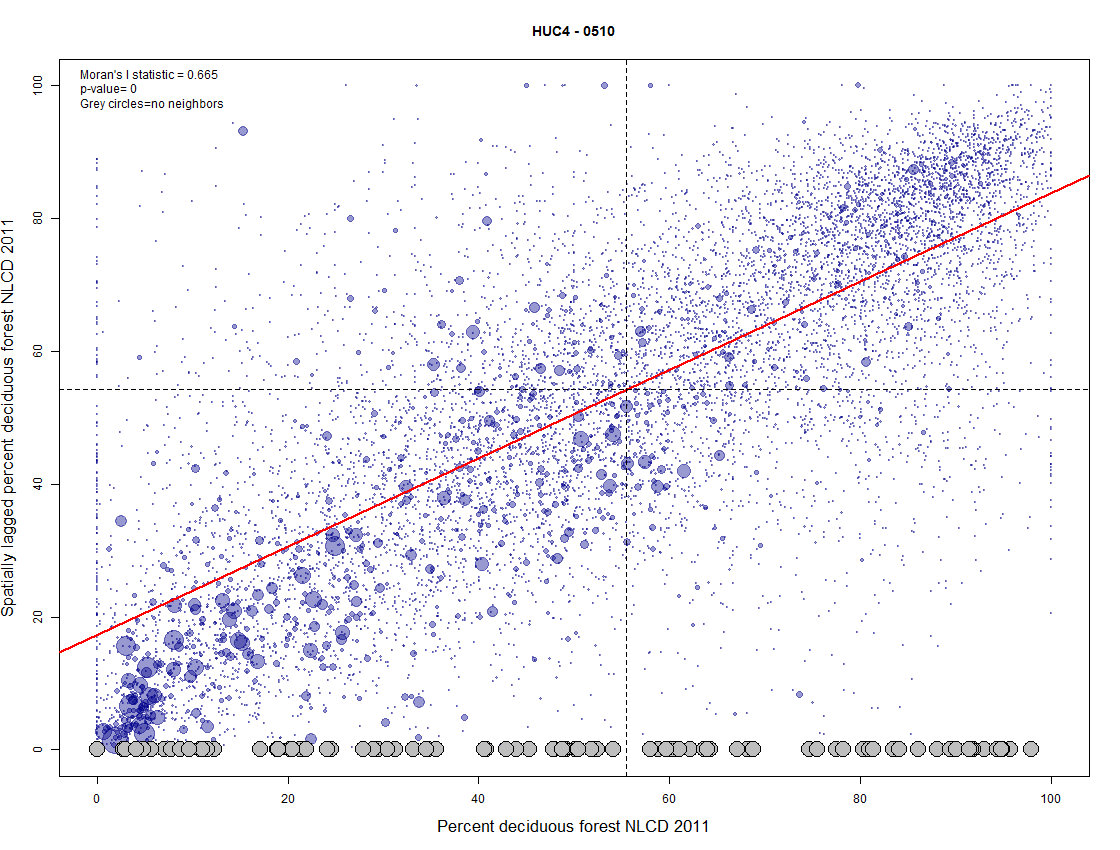 HUC4 - 0510
Moran's I statistic = 0.665
p-value= 0
Grey circles=no neighbors
Spatially lagged percent deciduous forest NLCD 2011
100
80
60
40
20
0
0 20 40 60 80 100
Percent deciduous forest NLCD 2011